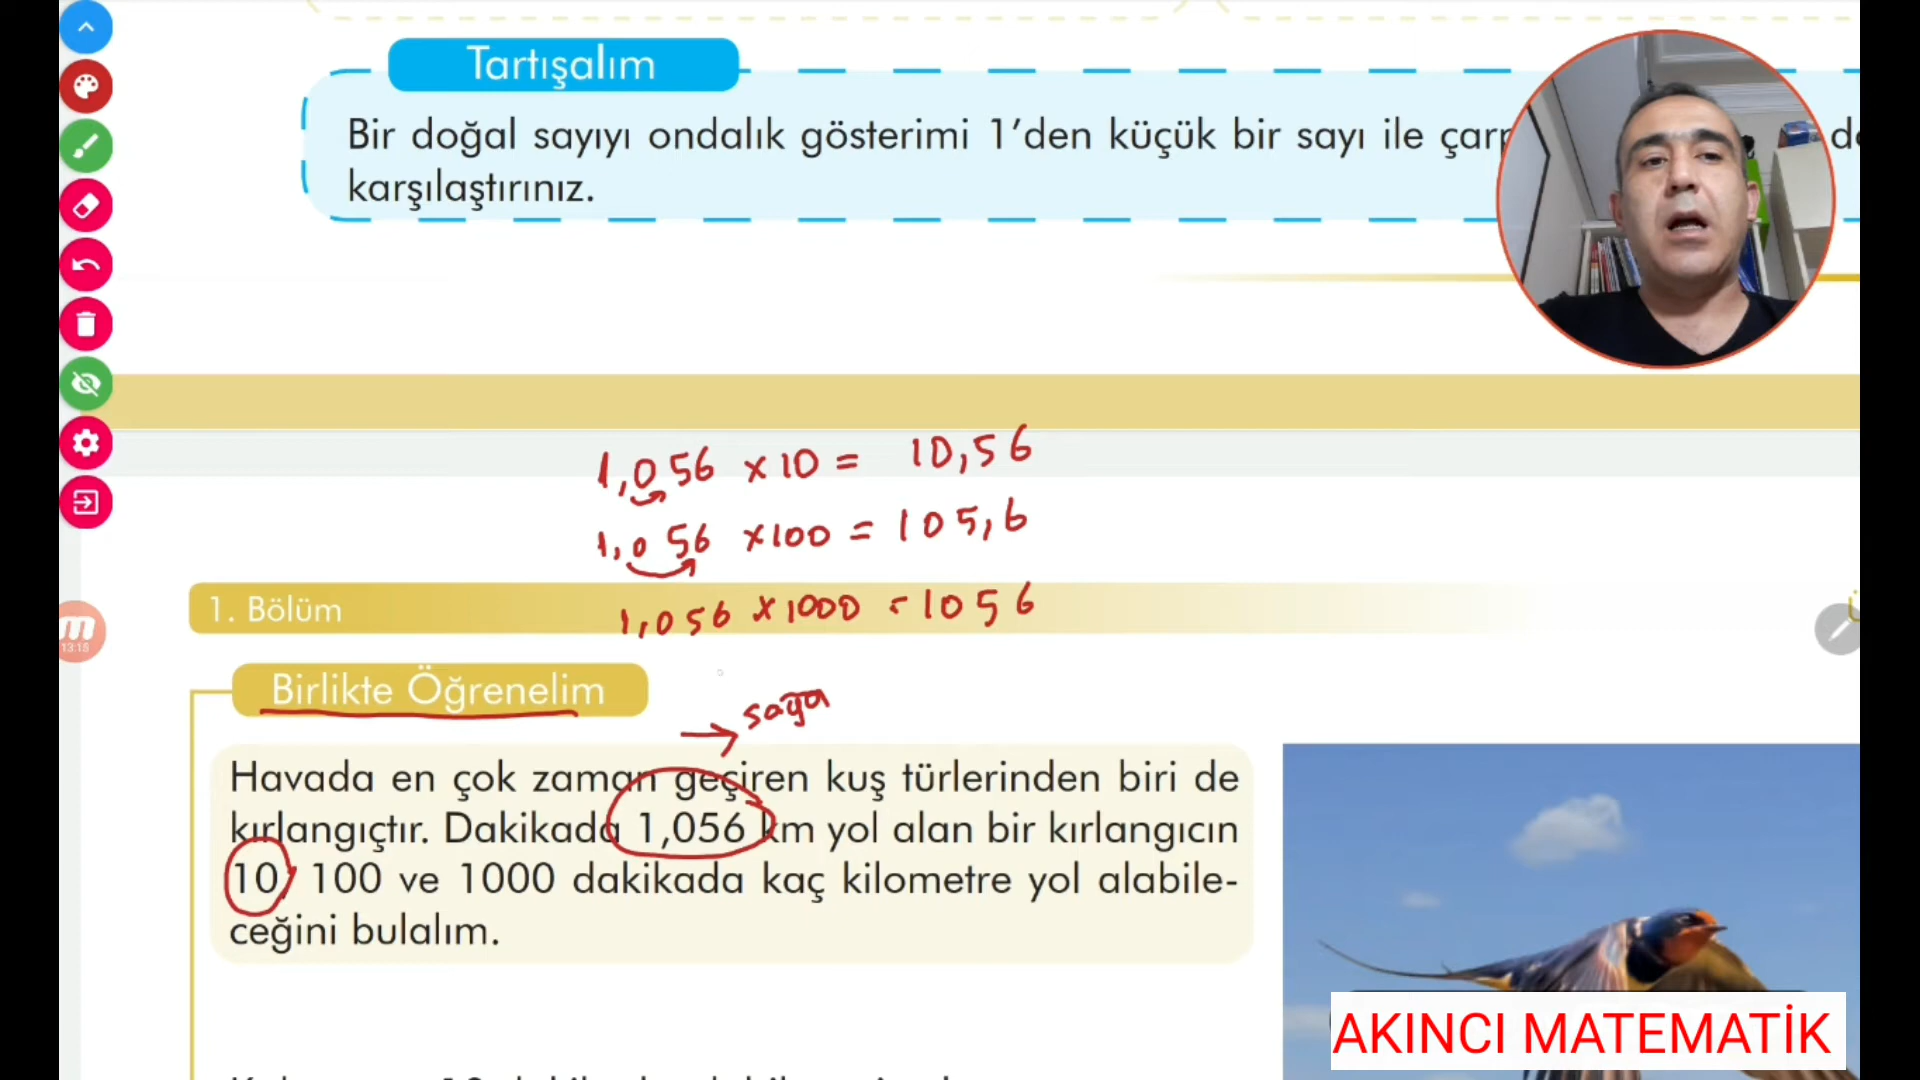 Tartışalım
Bir doğal sayıyı ondalık gösterimi 1'den küçük bir sayı ile
karşılaştırınız.
1,056 x 10 = 10,56
1,056 x 100 = 105,6
1,056 x 1000 = 1056
1. Bölüm
Birlikte Öğrenelim
sağa
Havada en çok zaman geçiren kuş türlerinden biri de
kırlangıçtır. Dakikada 1,056 km yol alan bir kırlangıcın
10, 100 ve 1000 dakikada kaç kilometre yol alabile-
ceğini bulalım.
m
13:15
AKINCI MATEMATİK